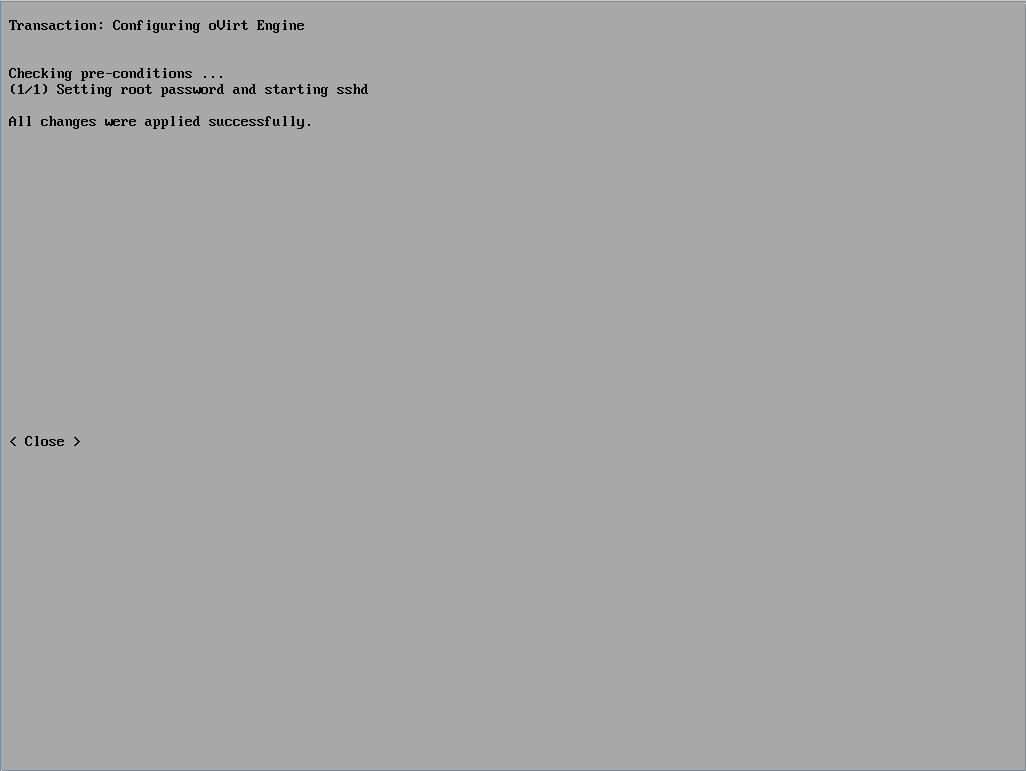 Transaction: Configuring oVirt Engine
Checking pre-conditions ...
(1/1) Setting root password and starting sshd
All changes were applied successfully.
< Close >